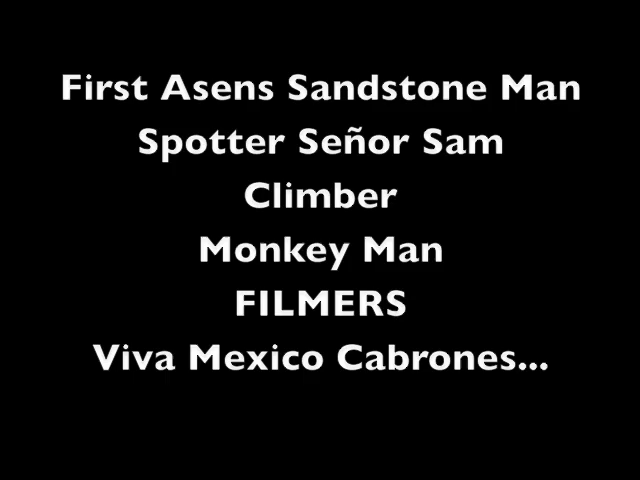 First Asens Sandstone Man
Spotter Señor Sam
Climber
Monkey Man
FILMERS
Viva Mexico Cabrones...